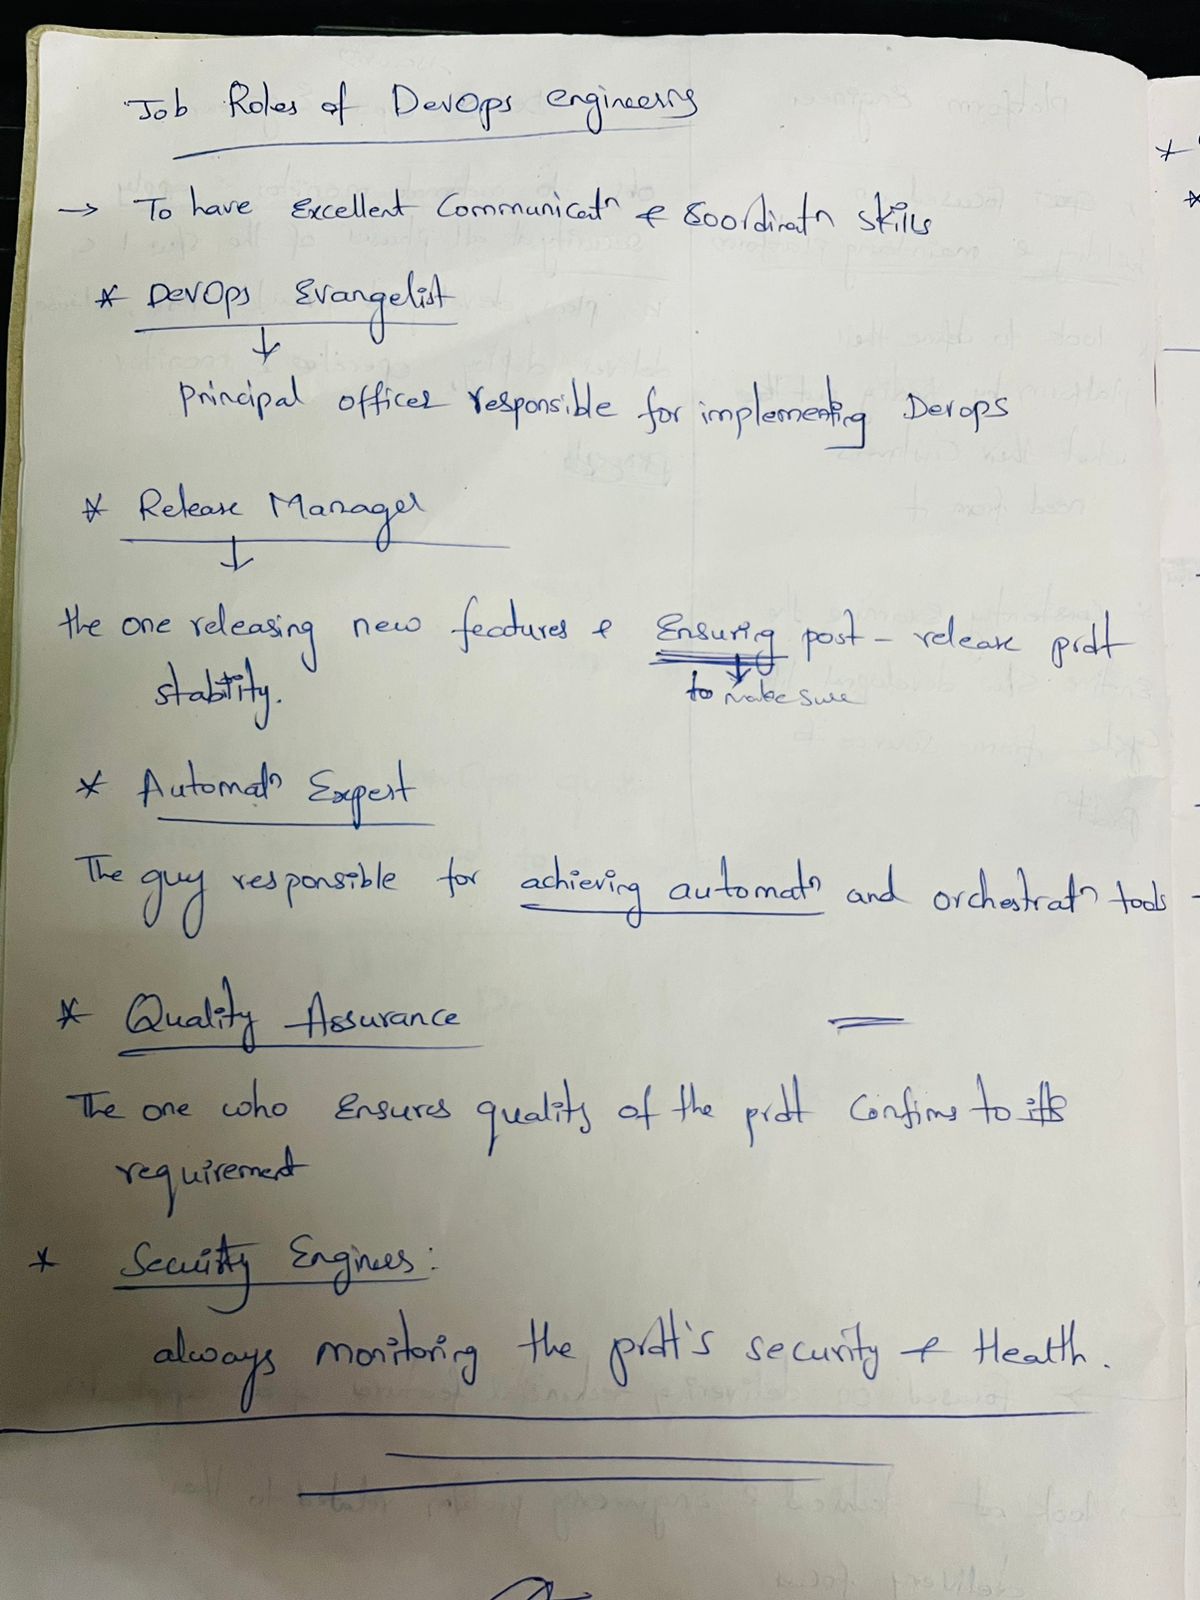 Job Roles of DevOps engineering
→ To have Excellent Communicatn & Coordinatn skills
* DevOps Evangelist
↓
principal officer responsible for implementing Devops
* Release Manager
↓
the one releasing new features & Ensuring post - release prdt
↓
to make sure
stability.
* Automatn Expert
The guy responsible for achieving automatn and orchestratn tools
* Quality Assurance
The one who Ensures quality of the prdt Confims to its
requirement
* Security Engineer:
always monitoring the prdt's security & Health.